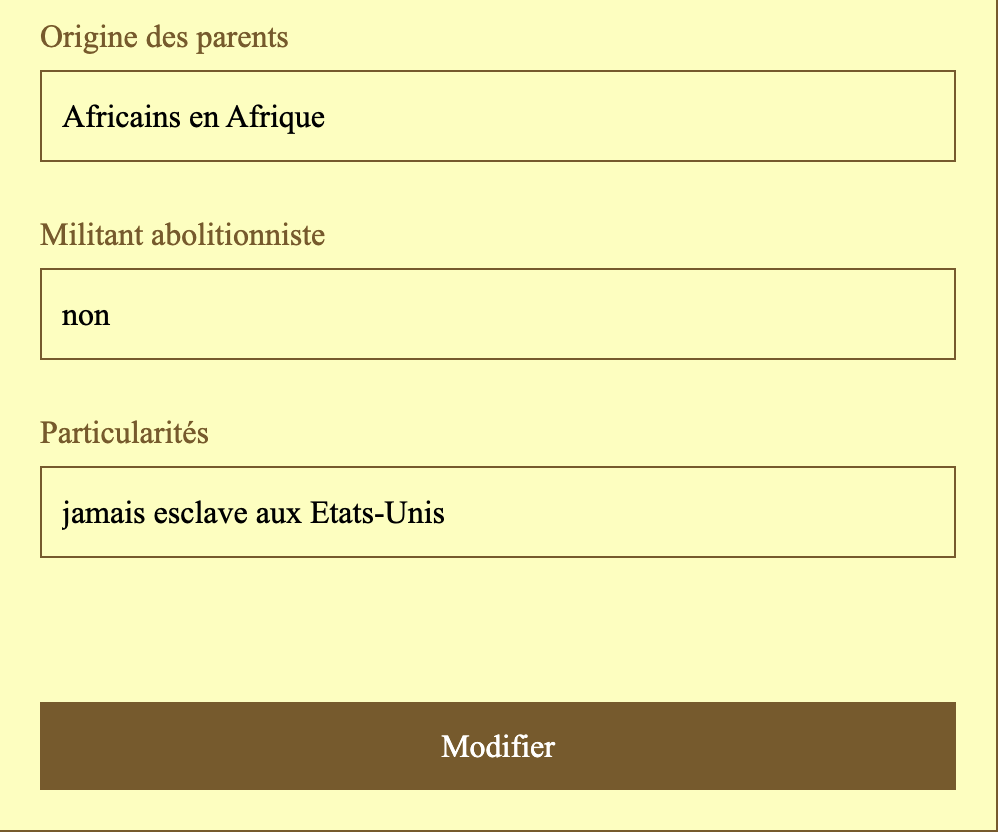 Origine des parents
Africains en Afrique
Militant abolitionniste
non
Particularités
jamais esclave aux Etats-Unis
Modifier